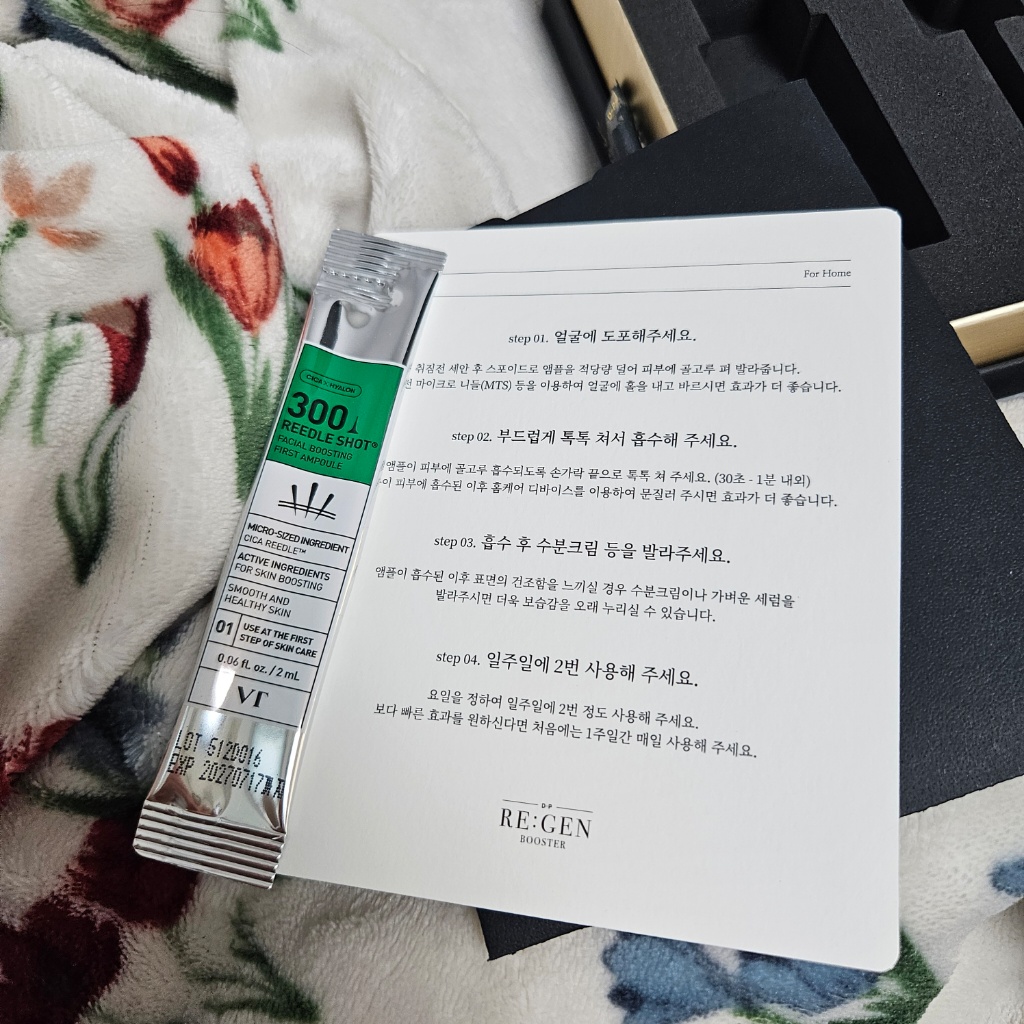 For Home
step 01. 얼굴에 도포해주세요.
취침전 세안 후 스포이드로 앰플을 적당량 덜어 피부에 골고루 펴 발라줍니다.
마이크로 니들(MTS) 등을 이용하여 얼굴에 홈을 내고 바르시면 효과가 더 좋습니다.
step 02. 부드럽게 톡톡 쳐서 흡수해 주세요.
앰플이 피부에 골고루 흡수되도록 손가락 끝으로 톡톡 쳐 주세요. (30초 - 1분 내외)
피부에 흡수된 이후 홈케어 디바이스를 이용하여 문질러 주시면 효과가 더 좋습니다.
step 03. 흡수 후 수분크림 등을 발라주세요.
앰플이 흡수된 이후 표면의 건조함을 느끼실 경우 수분크림이나 가벼운 세럼을
발라주시면 더욱 보습감을 오래 누리실 수 있습니다.
step 04. 일주일에 2번 사용해 주세요.
요일을 정하여 일주일에 2번 정도 사용해 주세요.
보다 빠른 효과를 원하신다면 처음에는 1주일간 매일 사용해 주세요.
D·P
RE:GEN
BOOSTER
CICA x HYALON
300
REEDLE SHOT®
FACIAL BOOSTING
FIRST AMPOULE
MICRO-SIZED INGREDIENT
CICA REEDLE™
ACTIVE INGREDIENTS
FOR SKIN BOOSTING
SMOOTH AND
HEALTHY SKIN
01 USE AT THE FIRST
STEP OF SKIN CARE
0.06 fl. oz. / 2 mL
VT
LOT 512D016
EXP 20270717